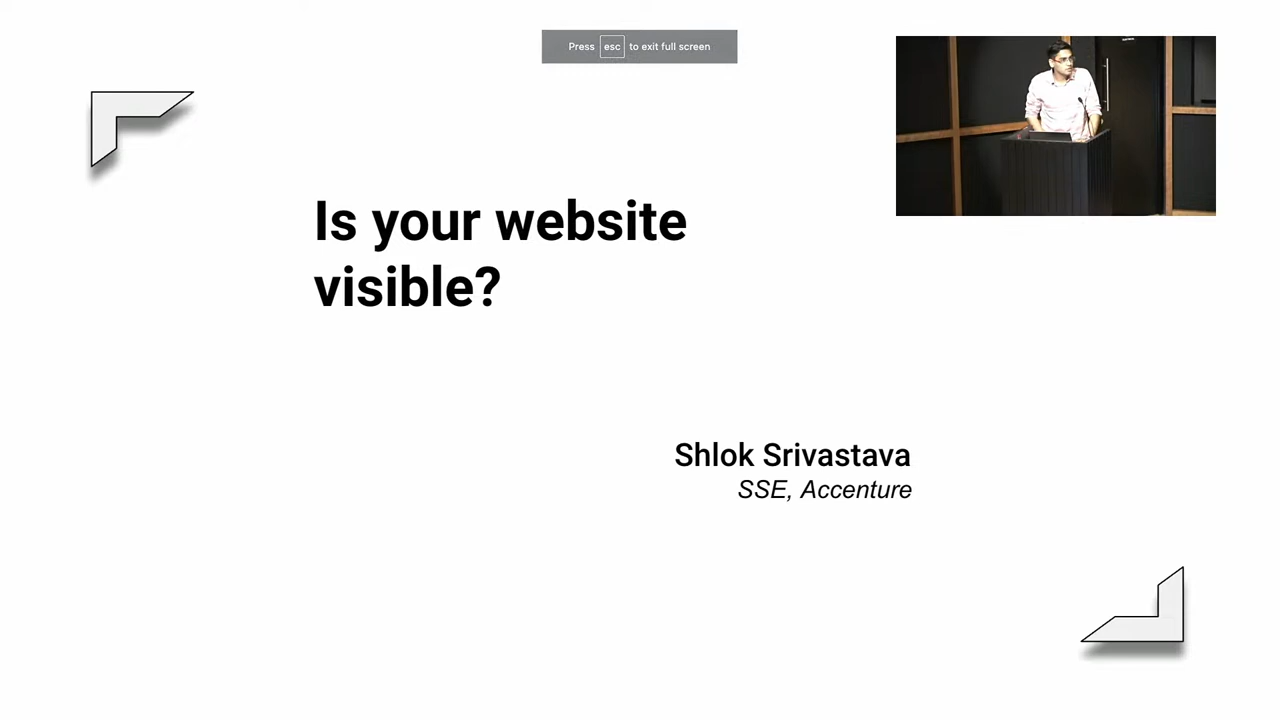 Press esc to exit full screen
Is your website
visible?
Shlok Srivastava
SSE, Accenture